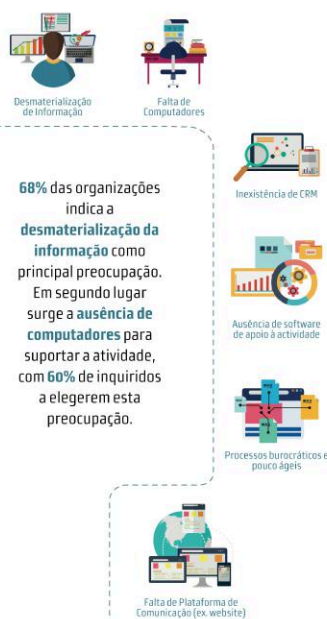 Desmaterialização
de Informação
Falta de
Computadores
68% das organizações
indica a
desmaterialização da
informação como
principal preocupação.
Em segundo lugar
surge a ausência de
computadores para
suportar a atividade,
com 60% de inquiridos
a elegerem esta
preocupação.
Inexistência de CRM
Ausência de software
de apoio à actividade
Processos burocráticos e
pouco ágeis
Falta de Plataforma de
Comunicação (ex. website)